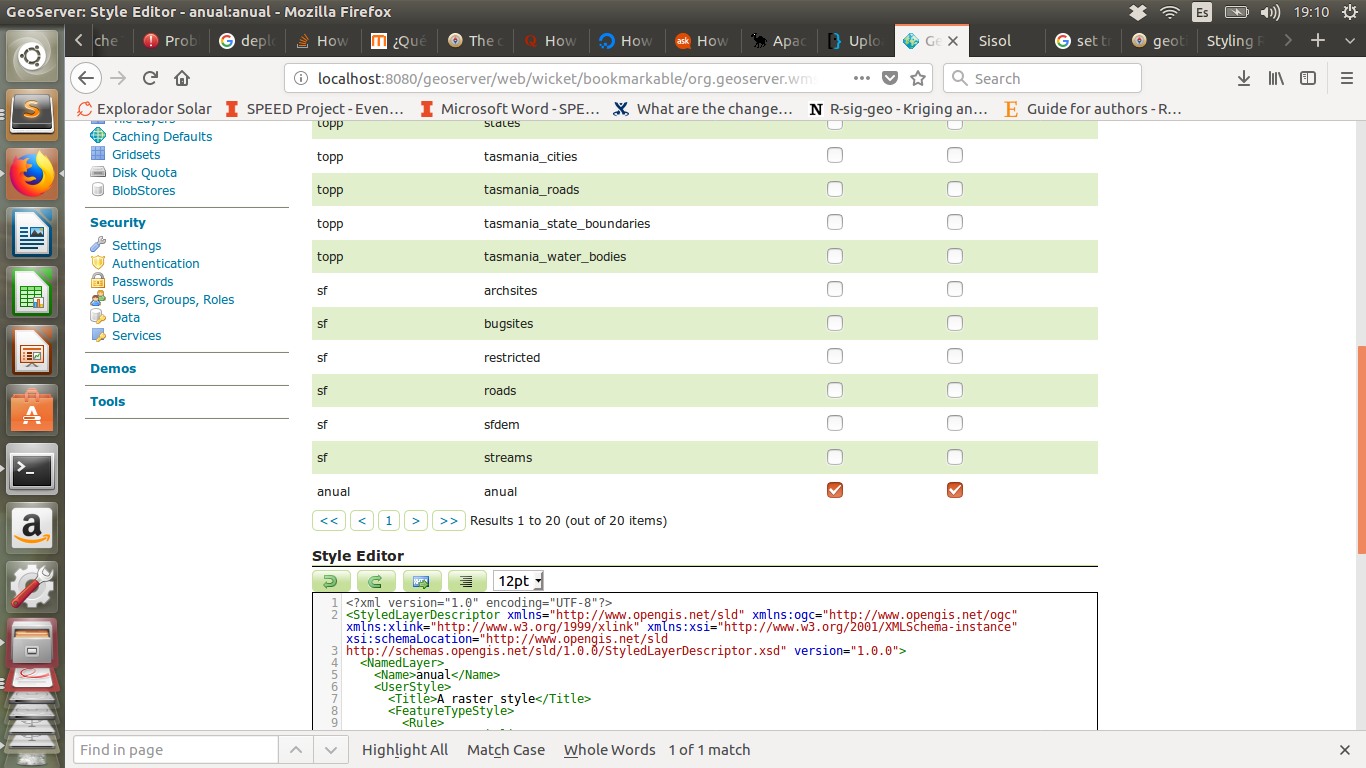 GeoServer: Style Editor - anual:anual - Mozilla Firefox
Es
19:10
che
Prob
depl
How
¿Qué
The c
How
How
How
Apac
Uplo
Ge
Sisol
set t
geot
Styling R
localhost:8080/geoserver/web/wicket/bookmarkable/org.geoserver.wm
Search
Explorador Solar
SPEED Project - Even…
Microsoft Word - SPE…
What are the change…
R-sig-geo - Kriging an…
Guide for authors - R…
Tile Layers
Caching Defaults
Gridsets
Disk Quota
BlobStores
Security
Settings
Authentication
Passwords
Users, Groups, Roles
Data
Services
Demos
Tools
topp states
topp tasmania_cities
topp tasmania_roads
topp tasmania_state_boundaries
topp tasmania_water_bodies
sf archsites
sf bugsites
sf restricted
sf roads
sf sfdem
sf streams
anual anual
<< < 1 > >> Results 1 to 20 (out of 20 items)
Style Editor
12pt
1 <?xml version="1.0" encoding="UTF-8"?>
2 <StyledLayerDescriptor xmlns="http://www.opengis.net/sld" xmlns:ogc="http://www.opengis.net/ogc"
xmlns:xlink="http://www.w3.org/1999/xlink" xmlns:xsi="http://www.w3.org/2001/XMLSchema-instance"
xsi:schemaLocation="http://www.opengis.net/sld
3 http://schemas.opengis.net/sld/1.0.0/StyledLayerDescriptor.xsd" version="1.0.0">
4 <NamedLayer>
5 <Name>anual</Name>
6 <UserStyle>
7 <Title>A raster style</Title>
8 <FeatureTypeStyle>
9 <Rule>
Find in page
Highlight All
Match Case
Whole Words
1 of 1 match